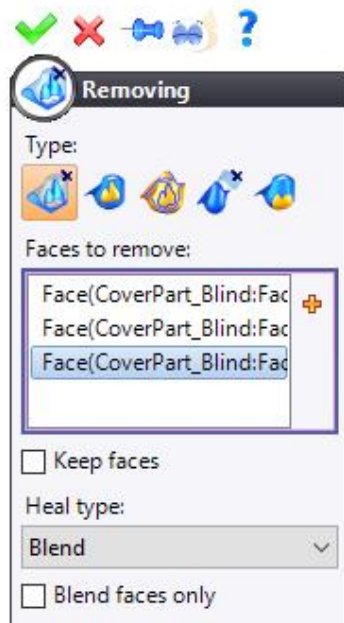 Removing
Type:
Faces to remove:
Face(CoverPart_Blind:Fac
Face(CoverPart_Blind:Fac
Face(CoverPart_Blind:Fac
Keep faces
Heal type:
Blend
Blend faces only